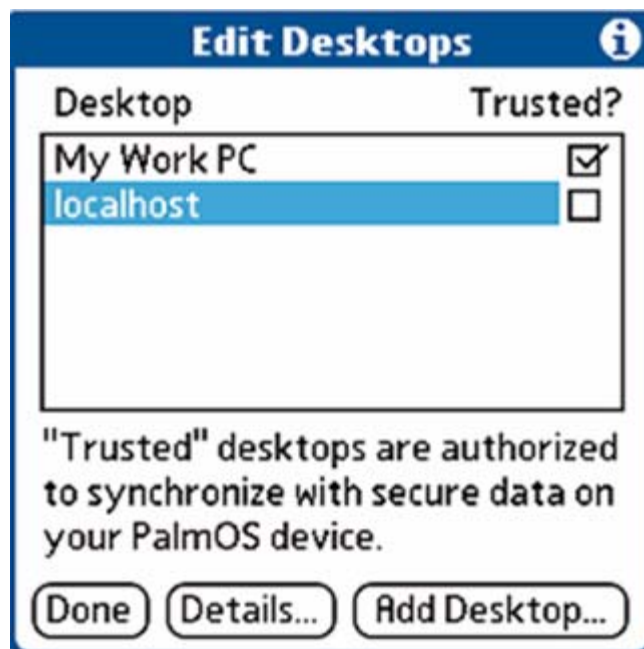 Edit Desktops i
Desktop Trusted?
My Work PC
localhost
"Trusted" desktops are authorized
to synchronize with secure data on
your PalmOS device.
Done Details... Add Desktop...